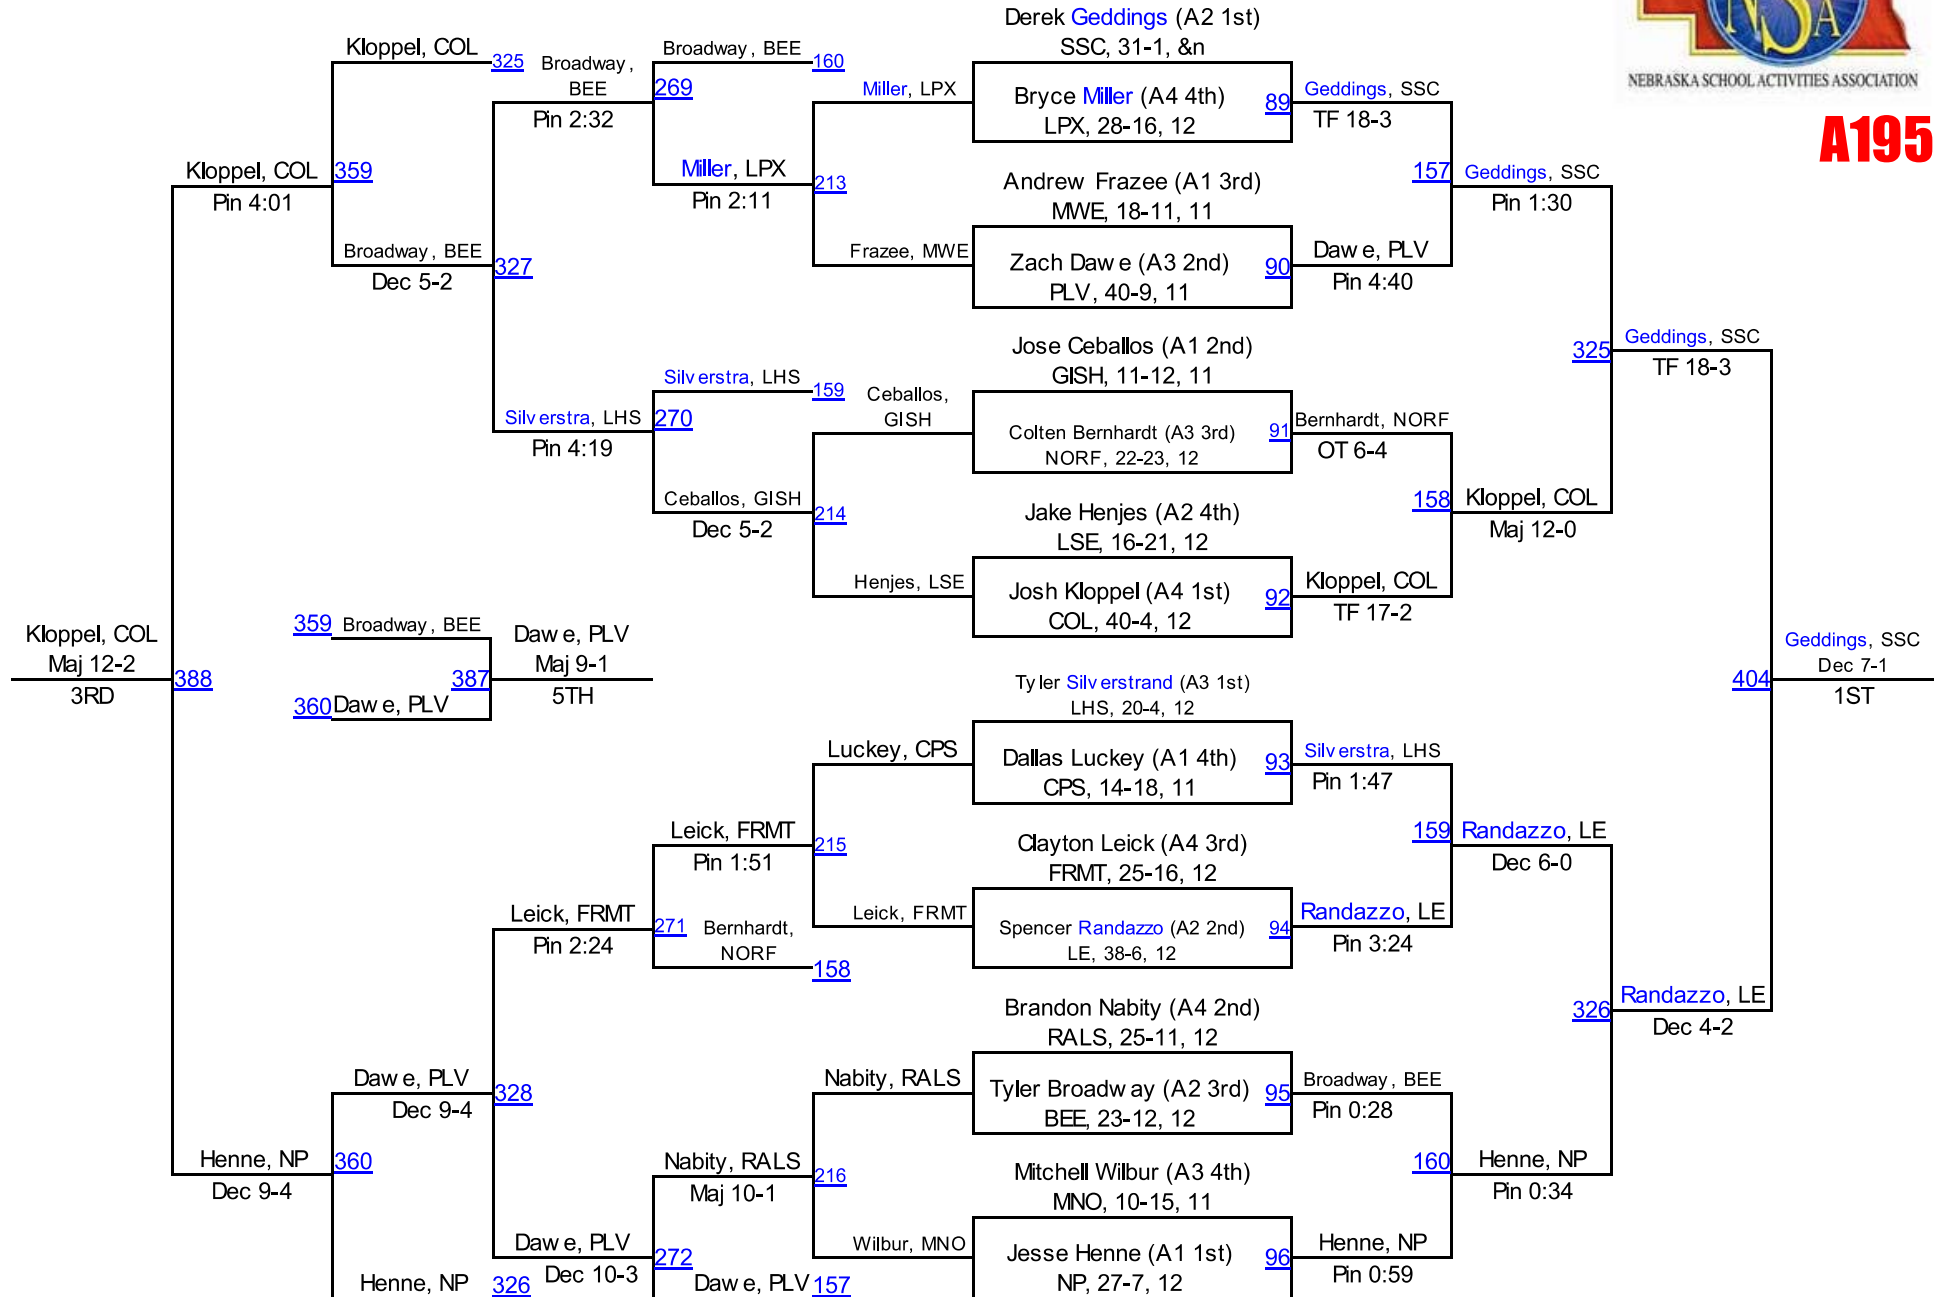 NSA
NEBRASKA SCHOOL ACTIVITIES ASSOCIATION
A195
Kloppel, COL
325
Broadway, BEE
Pin 2:32
269
Broadway, BEE
160
Miller, LPX
Pin 2:11
213
Miller, LPX
Frazee, MWE
Kloppel, COL
Pin 4:01
359
Broadway, BEE
Dec 5-2
327
Silverstra, LHS
Pin 4:19
270
Silverstra, LHS
159
Ceballos, GISH
Dec 5-2
214
Ceballos,
GISH
Henjes, LSE
Derek Geddings (A2 1st)
SSC, 31-1, &n
Bryce Miller (A4 4th)
LPX, 28-16, 12
89
Geddings, SSC
TF 18-3
Andrew Frazee (A1 3rd)
MWE, 18-11, 11
Zach Dawe (A3 2nd)
PLV, 40-9, 11
90
Dawe, PLV
Pin 4:40
157
Geddings, SSC
Pin 1:30
Jose Ceballos (A1 2nd)
GISH, 11-12, 11
Colten Bernhardt (A3 3rd)
NORF, 22-23, 12
91
Bernhardt, NORF
OT 6-4
Jake Henjes (A2 4th)
LSE, 16-21, 12
Josh Kloppel (A4 1st)
COL, 40-4, 12
92
Kloppel, COL
TF 17-2
158
Kloppel, COL
Maj 12-0
325
Geddings, SSC
TF 18-3
Kloppel, COL
Maj 12-2
3RD
388
359
Broadway, BEE
360
Dawe, PLV
387
Dawe, PLV
Maj 9-1
5TH
404
Geddings, SSC
Dec 7-1
1ST
Tyler Silverstrand (A3 1st)
LHS, 20-4, 12
Dallas Luckey (A1 4th)
CPS, 14-18, 11
93
Silverstra, LHS
Pin 1:47
Clayton Leick (A4 3rd)
FRMT, 25-16, 12
Spencer Randazzo (A2 2nd)
LE, 38-6, 12
94
Randazzo, LE
Pin 3:24
159
Randazzo, LE
Dec 6-0
Luckey, CPS
Leick, FRMT
Pin 1:51
215
Leick, FRMT
Leick, FRMT
Pin 2:24
271
Bernhardt,
NORF
158
Brandon Nabity (A4 2nd)
RALS, 25-11, 12
Tyler Broadway (A2 3rd)
BEE, 23-12, 12
95
Broadway, BEE
Pin 0:28
Mitchell Wilbur (A3 4th)
MNO, 10-15, 11
Jesse Henne (A1 1st)
NP, 27-7, 12
96
Henne, NP
Pin 0:59
160
Henne, NP
Pin 0:34
326
Randazzo, LE
Dec 4-2
Dawe, PLV
Dec 9-4
328
Nabity, RALS
Nabity, RALS
Maj 10-1
216
Wilbur, MNO
Henne, NP
Dec 9-4
360
Dawe, PLV
Dec 10-3
272
Henne, NP
326
Dawe, PLV
157